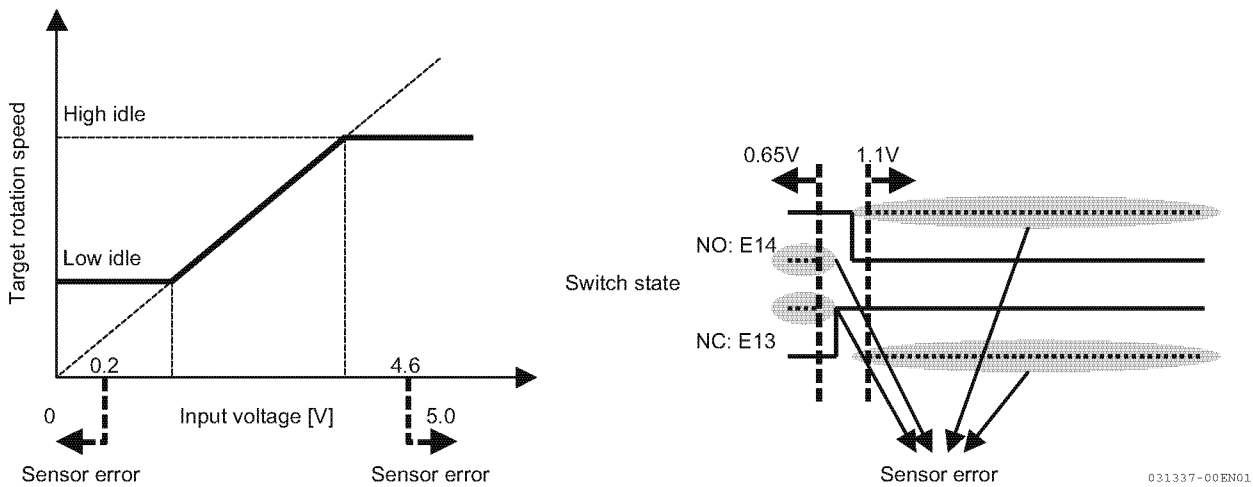 Target rotation speed
High idle
Low idle
0.2
4.6
0
Input voltage [V]
5.0
Sensor error
Sensor error
Switch state
0.65V
1.1V
NO: E14
NC: E13
Sensor error
031337-00EN01